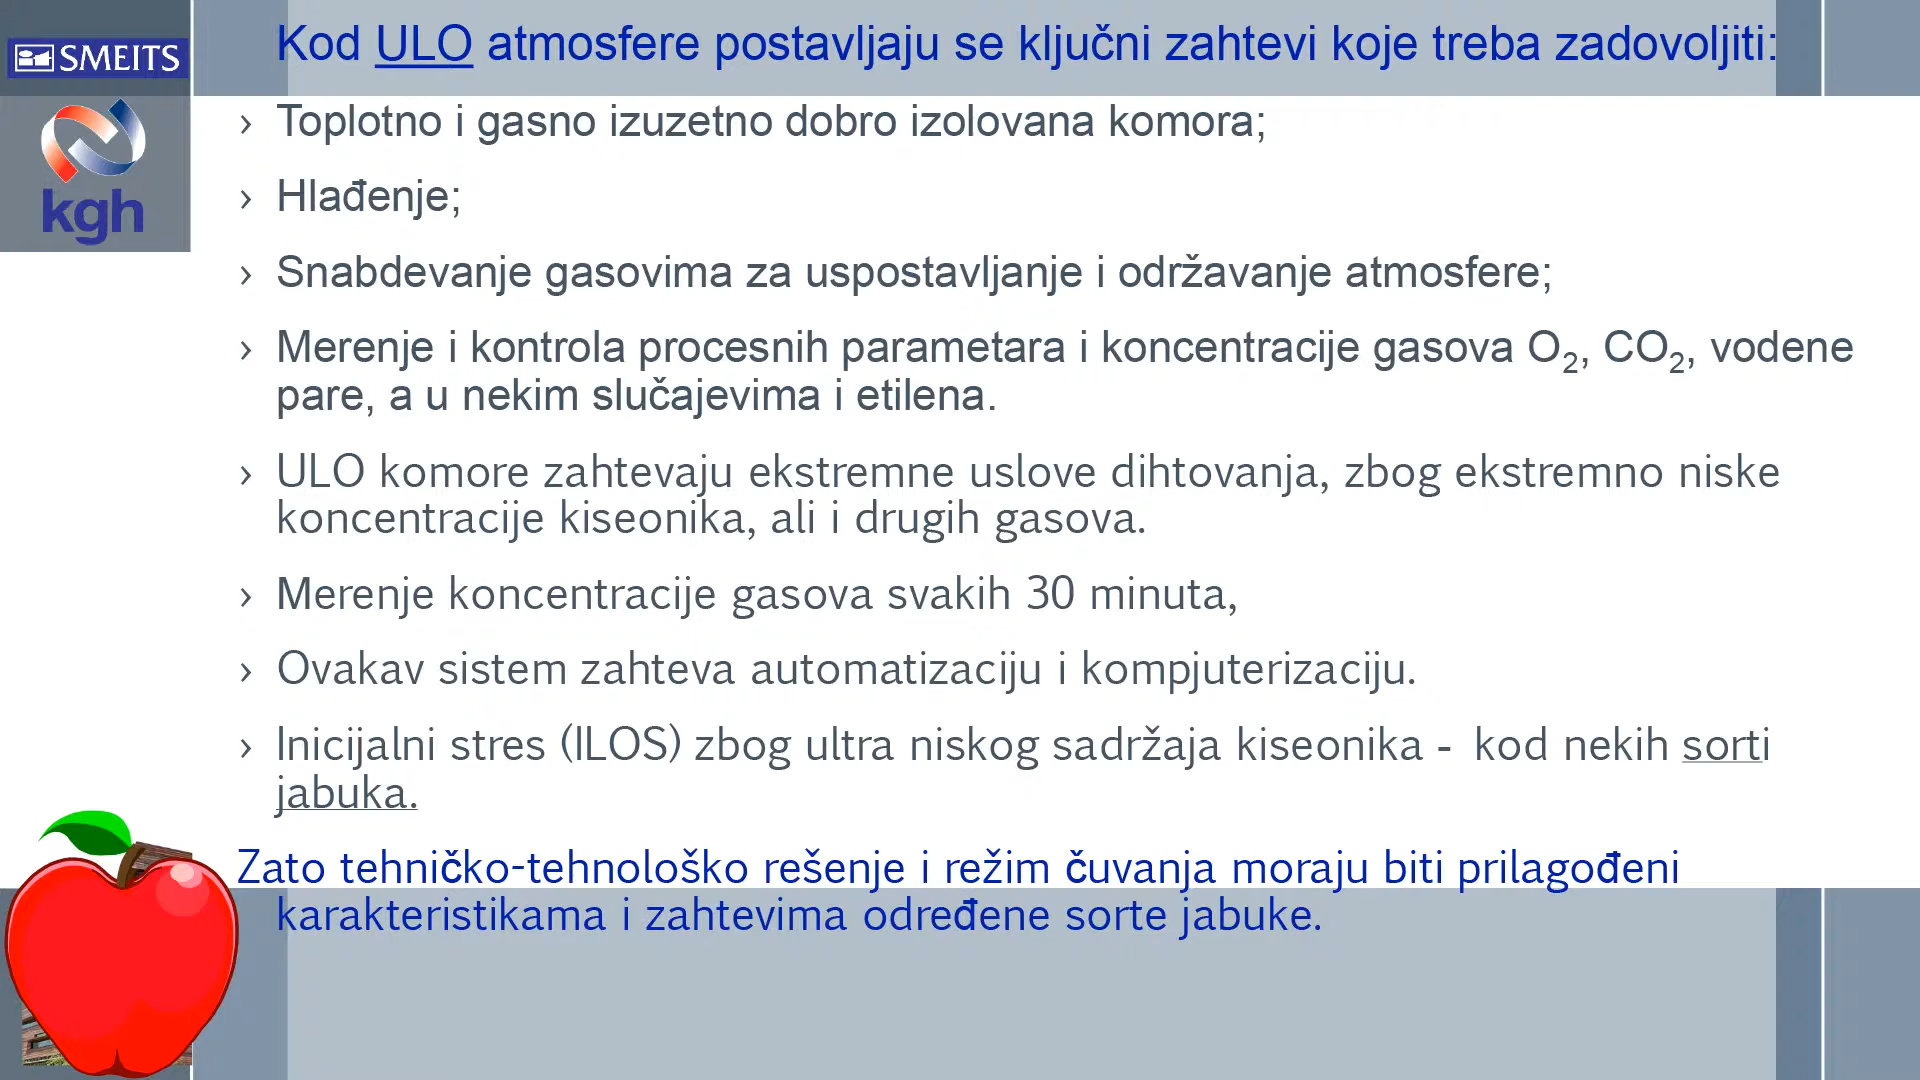 Kod ULO atmosfere postavljaju se ključni zahtevi koje treba zadovoljiti:
SMEITS
kgh
› Toplotno i gasno izuzetno dobro izolovana komora;
› Hlađenje;
› Snabdevanje gasovima za uspostavljanje i održavanje atmosfere;
› Merenje i kontrola procesnih parametara i koncentracije gasova O₂, CO₂, vodene
pare, a u nekim slučajevima i etilena.
› ULO komore zahtevaju ekstremne uslove dihtovanja, zbog ekstremno niske
koncentracije kiseonika, ali i drugih gasova.
› Merenje koncentracije gasova svakih 30 minuta,
› Ovakav sistem zahteva automatizaciju i kompjuterizaciju.
› Inicijalni stres (ILOS) zbog ultra niskog sadržaja kiseonika - kod nekih sorti
jabuka.
Zato tehničko-tehnološko rešenje i režim čuvanja moraju biti prilagođeni
karakteristikama i zahtevima određene sorte jabuke.